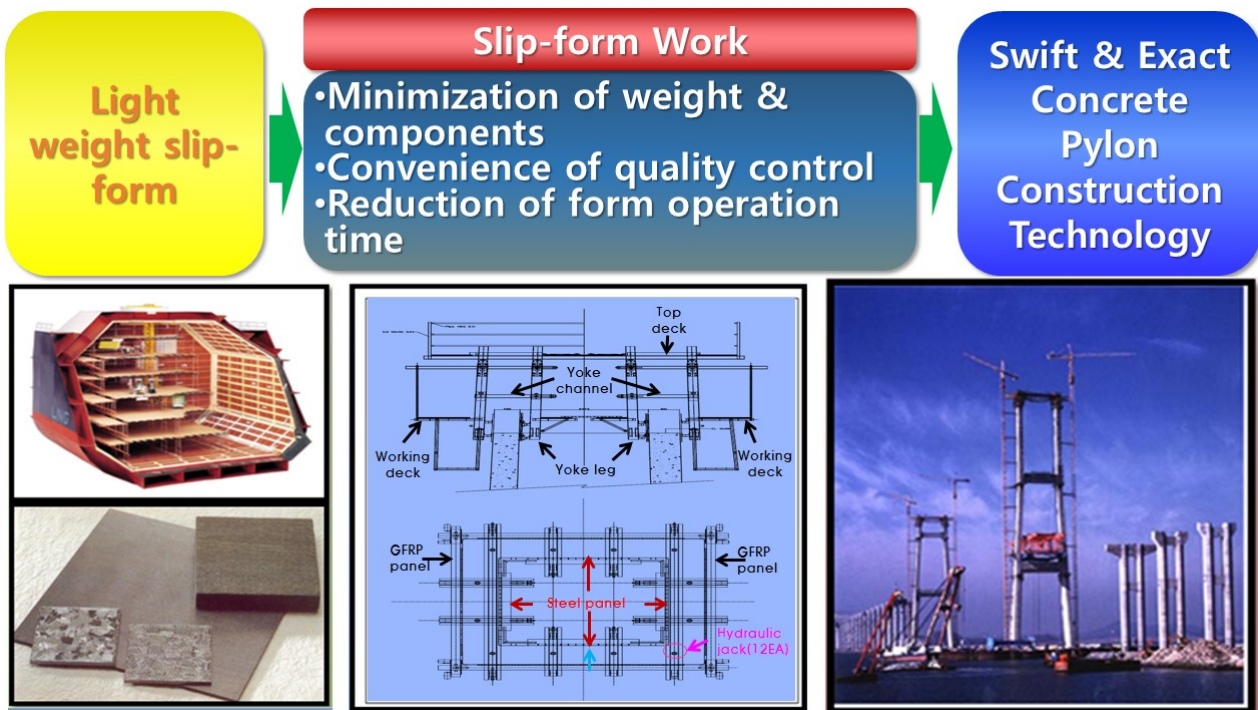 Light
weight slip-
form
Slip-form Work
•Minimization of weight &
components
•Convenience of quality control
•Reduction of form operation
time
Swift & Exact
Concrete
Pylon
Construction
Technology
Top
deck
Yoke
channel
Working
deck
Yoke leg
Working
deck
GFRP
panel
GFRP
panel
Steel panel
Hydraulic
jack(12EA)